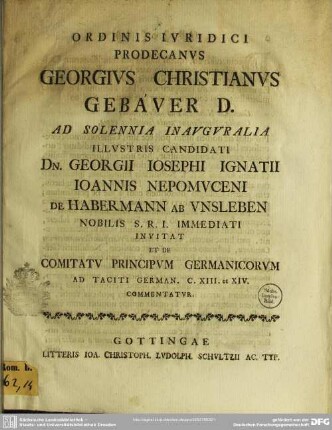 ORDINIS IVRIDICI
PRODECANVS
GEORGIVS CHRISTIANVS
GEBAVER D.
AD SOLENNIA INAVGVRALIA
ILLVSTRIS CANDIDATI
DN. GEORGII IOSEPHI IGNATII
IOANNIS NEPOMVCENI
DE HABERMANN AB VNSLEBEN
NOBILIS S. R. I. IMMEDIATI
INVITAT
ET DE
COMITATV PRINCIPVM GERMANICORVM
AD TACITI GERMAN. C. XIII. et XIV.
COMMENTATVR.
GOTTINGAE
LITTERIS IOA. CHRISTOPH. LVDOLPH. SCHVLTZII AC. TYP.